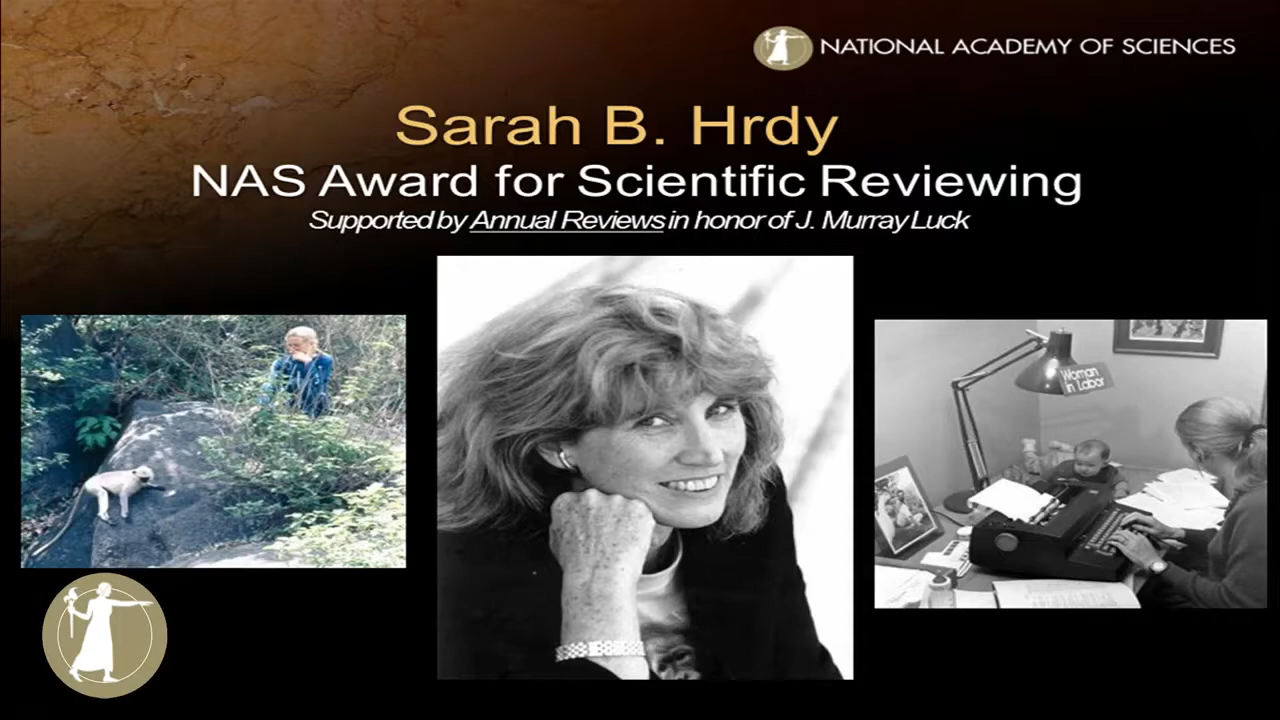 NATIONAL ACADEMY OF SCIENCES
Sarah B. Hrdy
NAS Award for Scientific Reviewing
Supported by Annual Reviews in honor of J. Murray Luck
Woman
in Labor